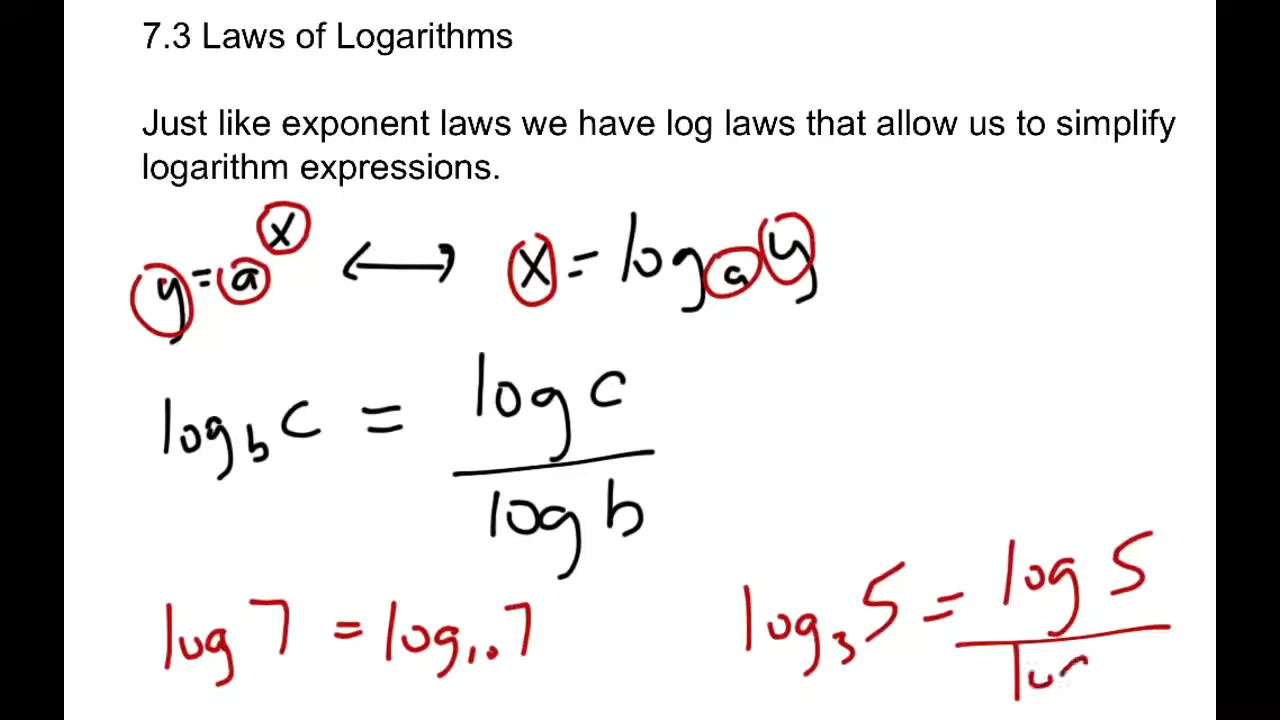 7.3 Laws of Logarithms
Just like exponent laws we have log laws that allow us to simplify
logarithm expressions.
y = a^x ⟷ x = log_a y
log_b c = log c / log b
log 7 = log_10 7
log_3 5 = log 5 /